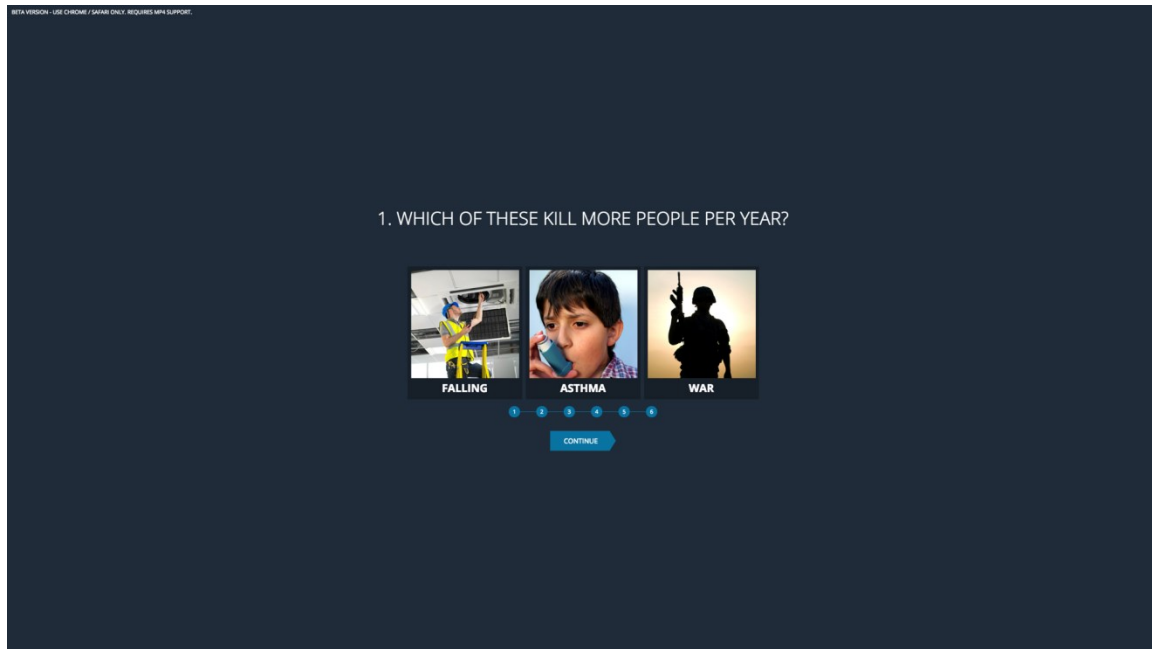 BETA VERSION - USE CHROME / SAFARI ONLY. REQUIRES MP4 SUPPORT.
1. WHICH OF THESE KILL MORE PEOPLE PER YEAR?
FALLING ASTHMA WAR
1 2 3 4 5 6
CONTINUE